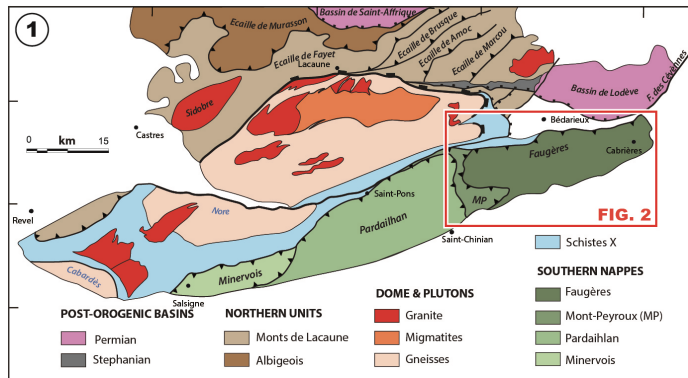 1
Ecaille de Murasson
Bassin de Saint-Affrique
Ecaille de Brusque
Ecaille de Arnac
Ecaille de Marcou
Ecaille de Fayet
Lacaune
Sidobre
Castres
0 km 15
Bassin de Lodève
F. des Cévennes
Bédarieux
Faugères
Cabrières
MP
FIG. 2
Saint-Pons
Pardailhan
Saint-Chinian
Revel
Nore
Cabardès
Minervois
Salsigne
Schistes X
SOUTHERN NAPPES
Faugères
Mont-Peyroux (MP)
Pardaihlan
Minervois
DOME & PLUTONS
Granite
Migmatites
Gneisses
NORTHERN UNITS
Monts de Lacaune
Albigeois
POST-OROGENIC BASINS
Permian
Stephanian